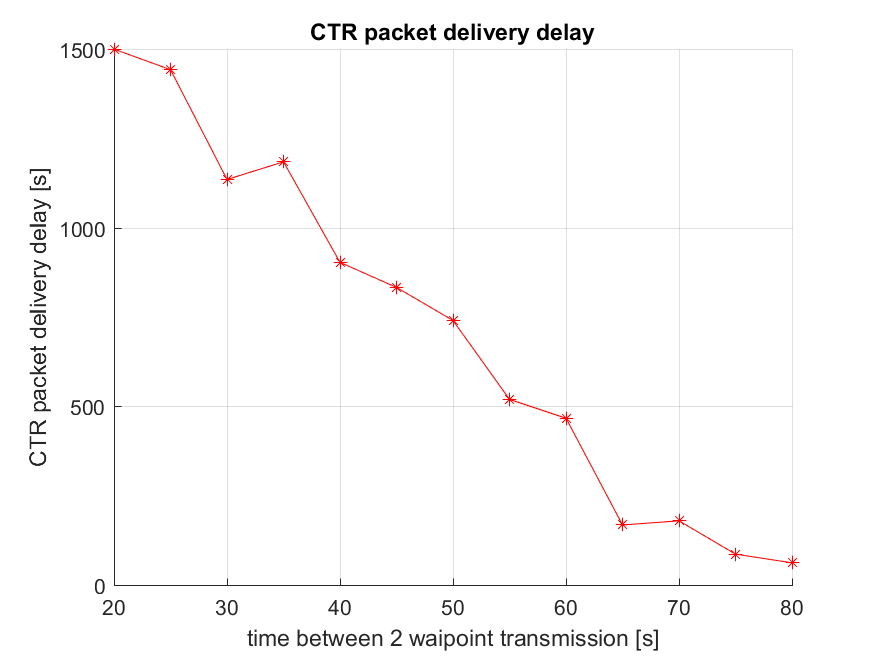 CTR packet delivery delay
CTR packet delivery delay [s]
1500
1000
500
0
20 30 40 50 60 70 80
time between 2 waipoint transmission [s]